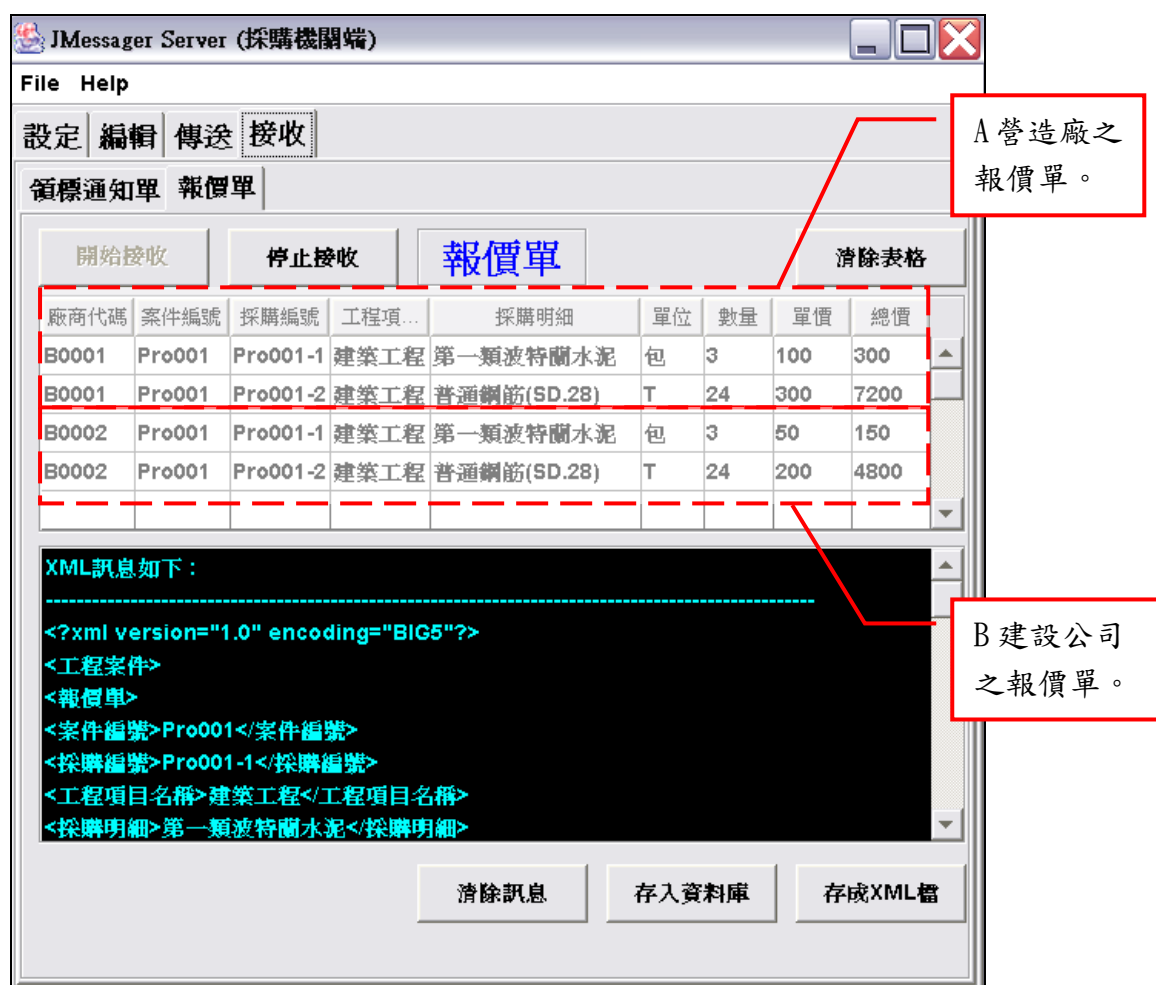 JMessager Server (採購機關端)
File Help
設定 編輯 傳送 接收
領標通知單 報價單
開始接收 停止接收 報價單 清除表格
廠商代碼 案件編號 採購編號 工程項... 採購明細 單位 數量 單價 總價
B0001 Pro001 Pro001-1 建築工程 第一類波特蘭水泥 包 3 100 300
B0001 Pro001 Pro001-2 建築工程 普通鋼筋(SD.28) T 24 300 7200
B0002 Pro001 Pro001-1 建築工程 第一類波特蘭水泥 包 3 50 150
B0002 Pro001 Pro001-2 建築工程 普通鋼筋(SD.28) T 24 200 4800
A營造廠之
報價單。
XML訊息如下：
--------------------------------------------------------------------------------
<?xml version="1.0" encoding="BIG5"?>
<工程案件>
<報價單>
<案件編號>Pro001</案件編號>
<採購編號>Pro001-1</採購編號>
<工程項目名稱>建築工程</工程項目名稱>
<採購明細>第一類波特蘭水泥</採購明細>
B建設公司
之報價單。
清除訊息 存入資料庫 存成XML檔